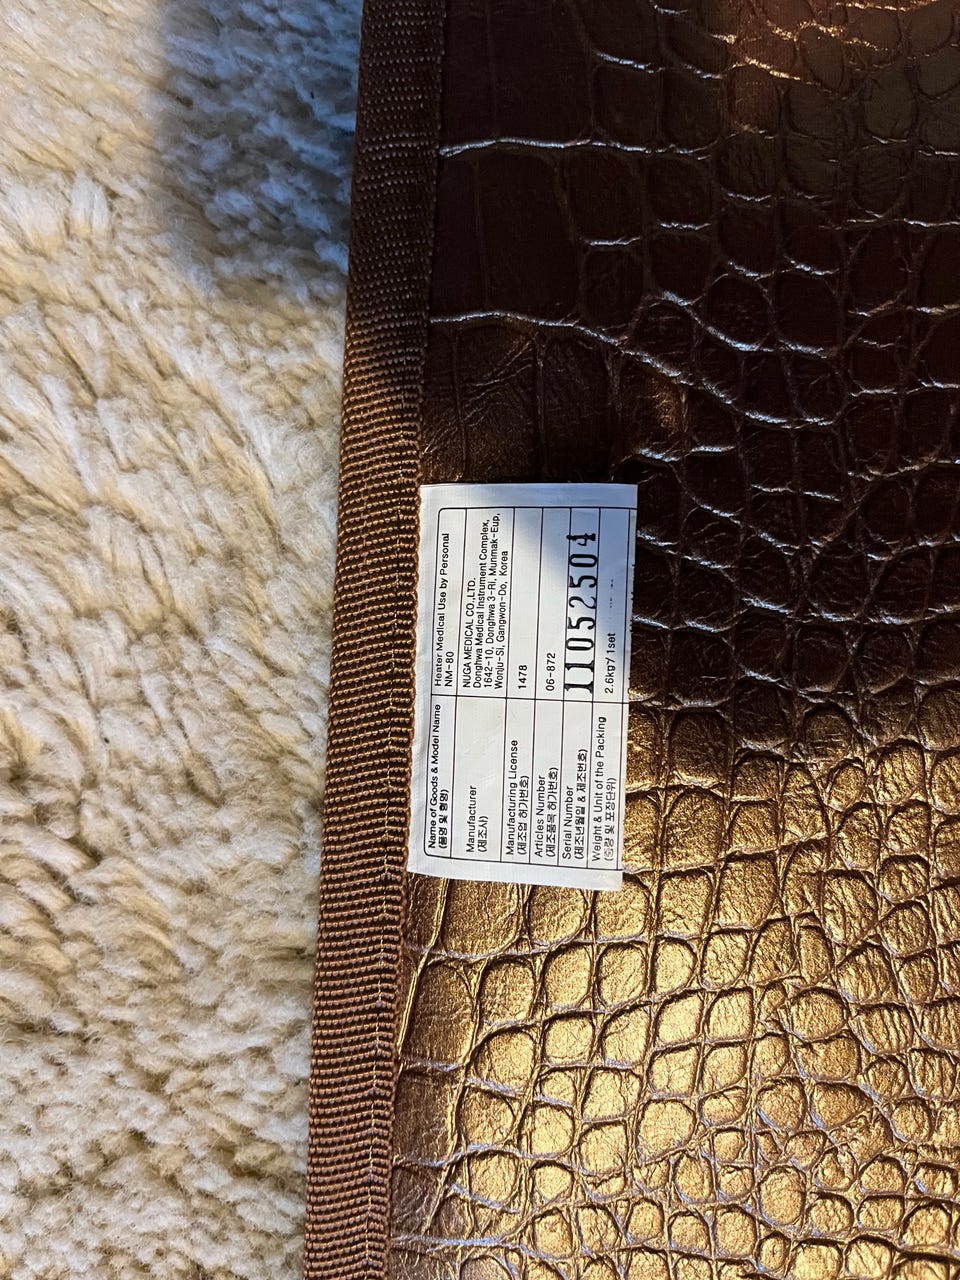 Name of Goods & Model Name
(품명 및 형명)
Heater Medical Use by Personal
NM-80
Manufacturer
(제조사)
NUGA MEDICAL CO.,LTD.
Donghwa Medical Instrument Complex,
1642-10, Donghwa 3-Ri, Munmak-Eup,
Wonju-Si, Gangwon-Do, Korea
Manufacturing License
(제조업 허가번호)
1478
Articles Number
(제조품목 허가번호)
06-872
Serial Number
(제조년월일 & 제조번호)
11052504
Weight & Unit of the Packing
(중량 및 포장단위)
2.6kg/ 1set